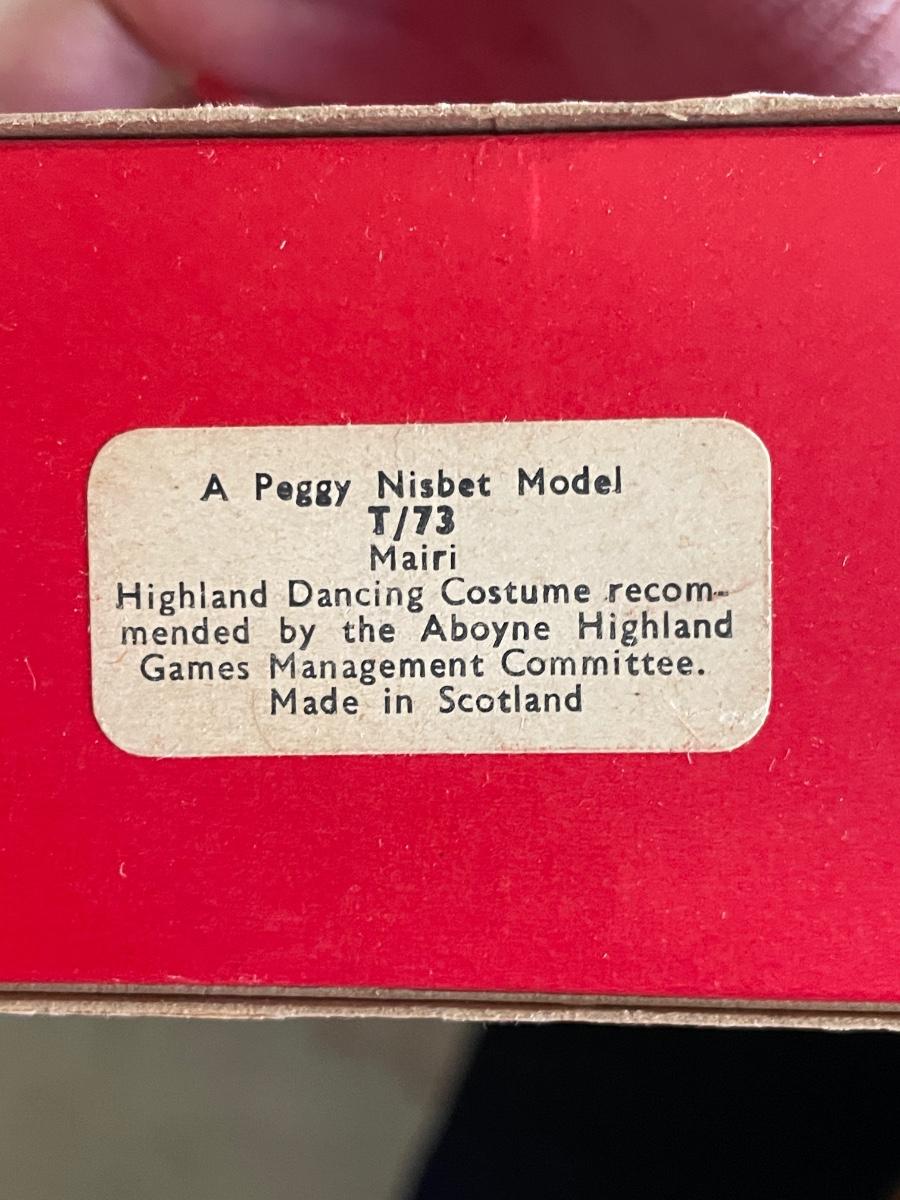 A Peggy Nisbet Model
T/73
Mairi
Highland Dancing Costume recom-
mended by the Aboyne Highland
Games Management Committee.
Made in Scotland